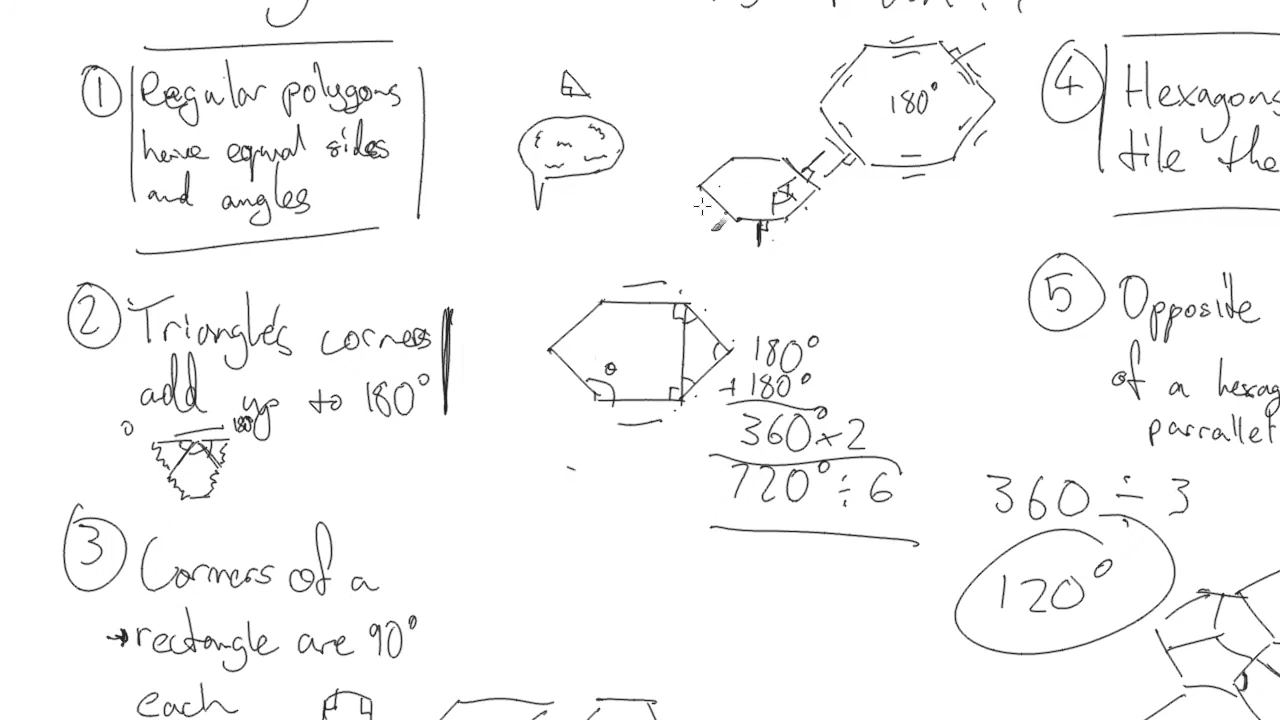 1 Regular polygons
have equal sides
and angles
2 Triangles corners
add up to 180°
0 180°
3 Corners of a
→ rectangle are 90°
each
180°
θ
180°
+ 180°
360° × 2
720° ÷ 6
4 Hexagons
tile the
5 Opposite
of a hexag
parrallel
360 ÷ 3
120°